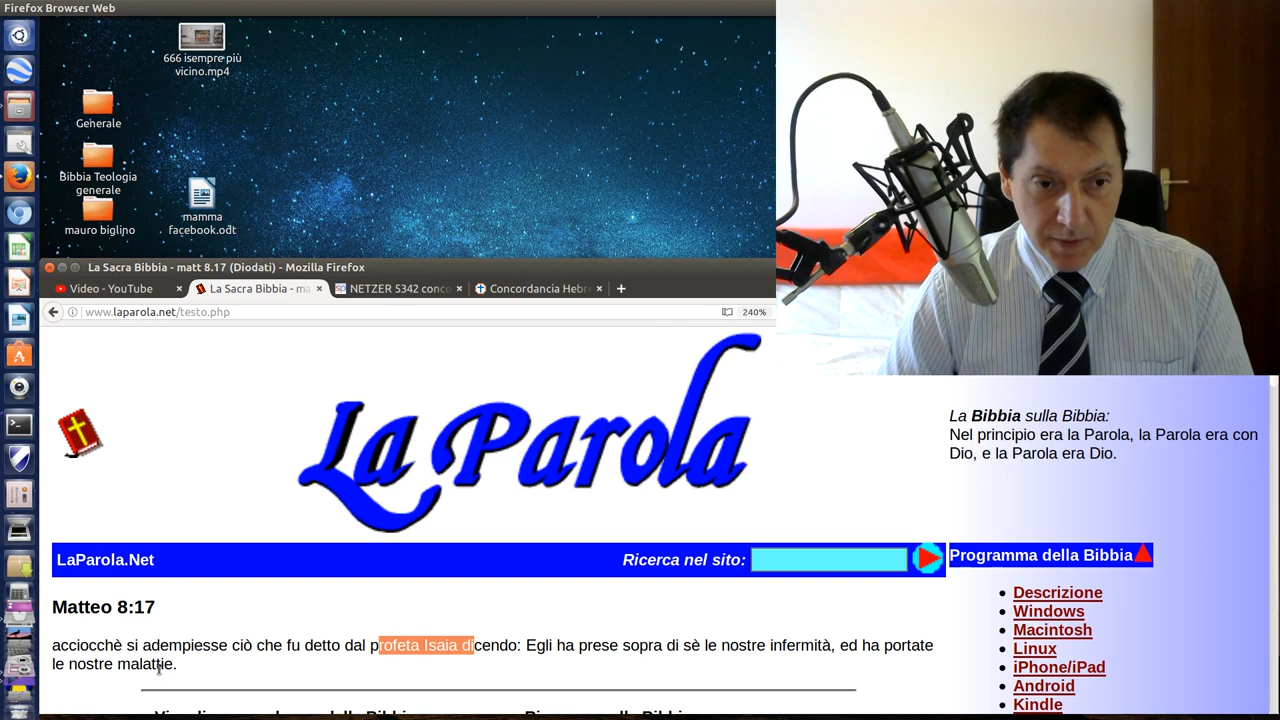 Firefox Browser Web
666 isempre più
vicino.mp4
Generale
Bibbia Teologia
generale
mauro biglino
mamma
facebook.odt
La Sacra Bibbia - matt 8.17 (Diodati) - Mozilla Firefox
Video - YouTube
La Sacra Bibbia - ma
NETZER 5342 conco
Concordancia Hebre
www.laparola.net/testo.php
240%
La Parola
La Bibbia sulla Bibbia:
Nel principio era la Parola, la Parola era con
Dio, e la Parola era Dio.
LaParola.Net
Ricerca nel sito:
Programma della Bibbia
Matteo 8:17
acciocchè si adempiesse ciò che fu detto dal profeta Isaia dicendo: Egli ha prese sopra di sè le nostre infermità, ed ha portate
le nostre malattie.
Descrizione
Windows
Macintosh
Linux
iPhone/iPad
Android
Kindle